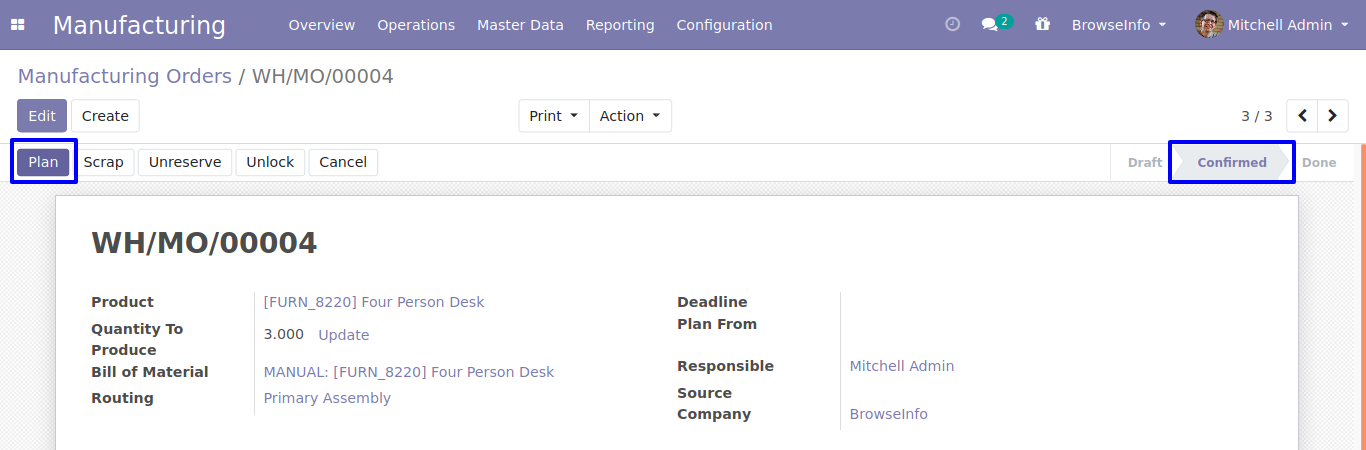 Manufacturing Overview Operations Master Data Reporting Configuration 2 BrowseInfo Mitchell Admin
Manufacturing Orders / WH/MO/00004
Edit Create Print Action 3 / 3
Plan Scrap Unreserve Unlock Cancel Draft Confirmed Done
WH/MO/00004
Product [FURN_8220] Four Person Desk
Quantity To Produce 3.000 Update
Bill of Material MANUAL: [FURN_8220] Four Person Desk
Routing Primary Assembly
Deadline
Plan From
Responsible Mitchell Admin
Source
Company BrowseInfo